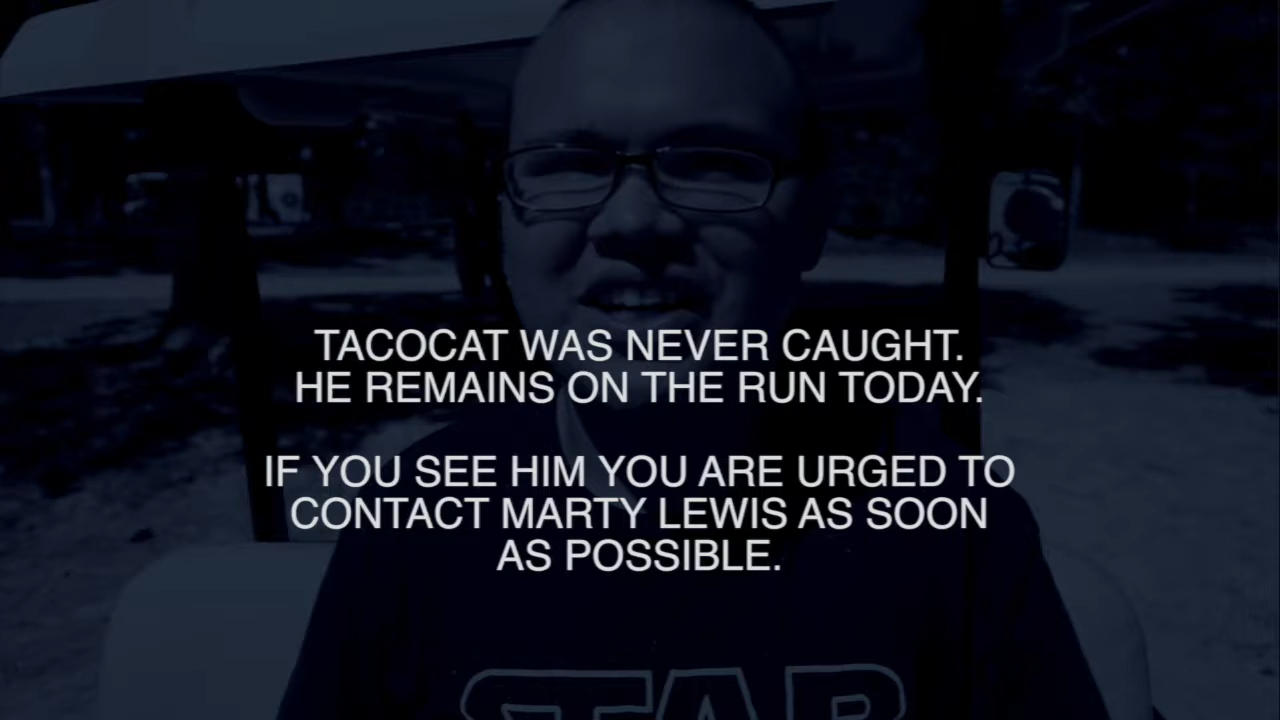 TACOCAT WAS NEVER CAUGHT.
HE REMAINS ON THE RUN TODAY.
IF YOU SEE HIM YOU ARE URGED TO
CONTACT MARTY LEWIS AS SOON
AS POSSIBLE.
STAR